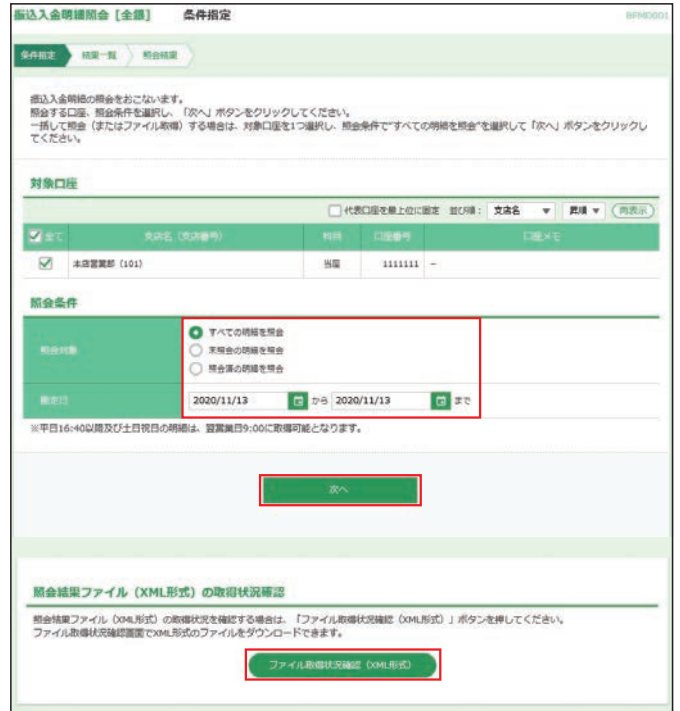 振込入金明細照会 [全銀] 条件指定 BFM0001
条件指定 結果一覧 照会結果
振込入金明細の照会をおこないます。
照会する口座、照会条件を選択し、「次へ」ボタンをクリックしてください。
一括して照会（またはファイル取得）する場合は、対象口座を1つ選択し、照会条件で"すべての明細を照会"を選択して「次へ」ボタンをクリックし
てください。
対象口座
代表口座を最上位に固定 並び順： 支店名 昇順 再表示
全て 支店名（支店番号） 科目 口座番号 口座メモ
本店営業部（101） 当座 1111111 −
照会条件
照会対象
すべての明細を照会
未照会の明細を照会
照会済の明細を照会
勘定日 2020/11/13 から 2020/11/13 まで
※平日16:40以降及び土日祝日の明細は、翌営業日9:00に取得可能となります。
次へ
照会結果ファイル（XML形式）の取得状況確認
照会結果ファイル（XML形式）の取得状況を確認する場合は、「ファイル取得状況確認（XML形式）」ボタンを押してください。
ファイル取得状況確認画面でXML形式のファイルをダウンロードできます。
ファイル取得状況確認（XML形式）